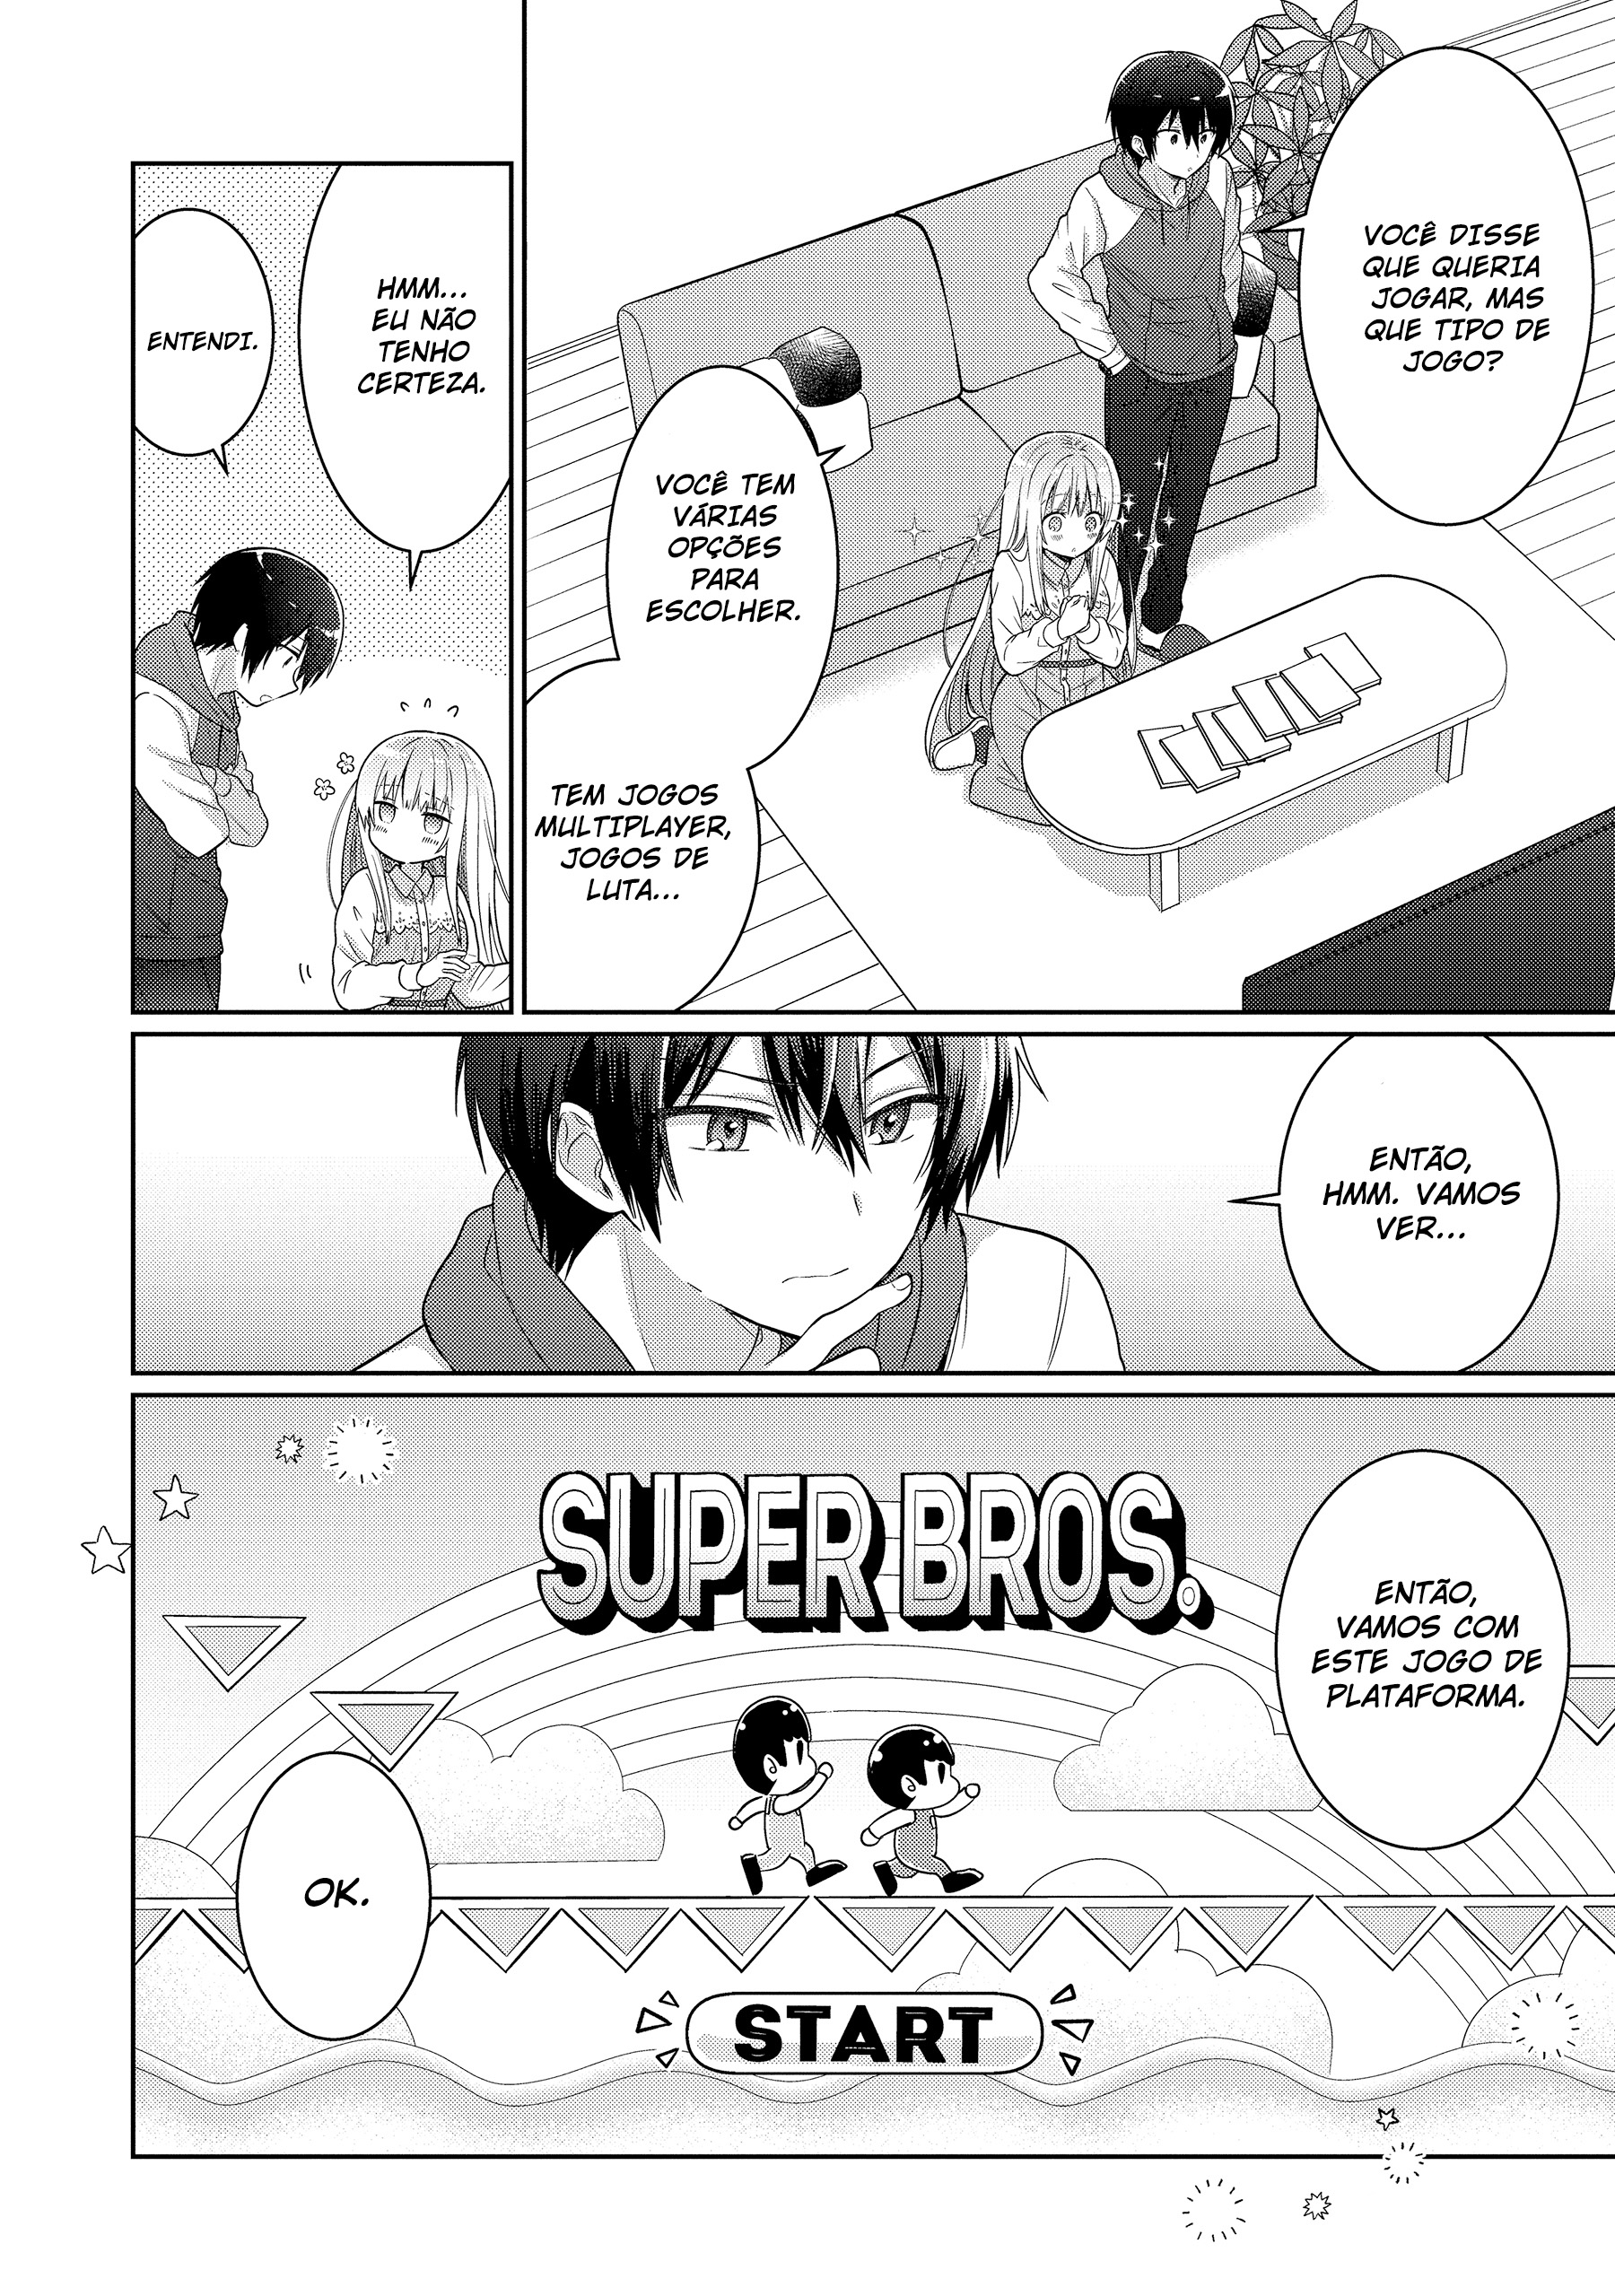 VOCÊ DISSE
QUE QUERIA
JOGAR, MAS
QUE TIPO DE
JOGO?
VOCÊ TEM
VÁRIAS
OPÇÕES
PARA
ESCOLHER.
TEM JOGOS
MULTIPLAYER,
JOGOS DE
LUTA...
HMM...
EU NÃO
TENHO
CERTEZA.
ENTENDI.
ENTÃO,
HMM. VAMOS
VER...
SUPER BROS.
ENTÃO,
VAMOS COM
ESTE JOGO DE
PLATAFORMA.
OK.
START